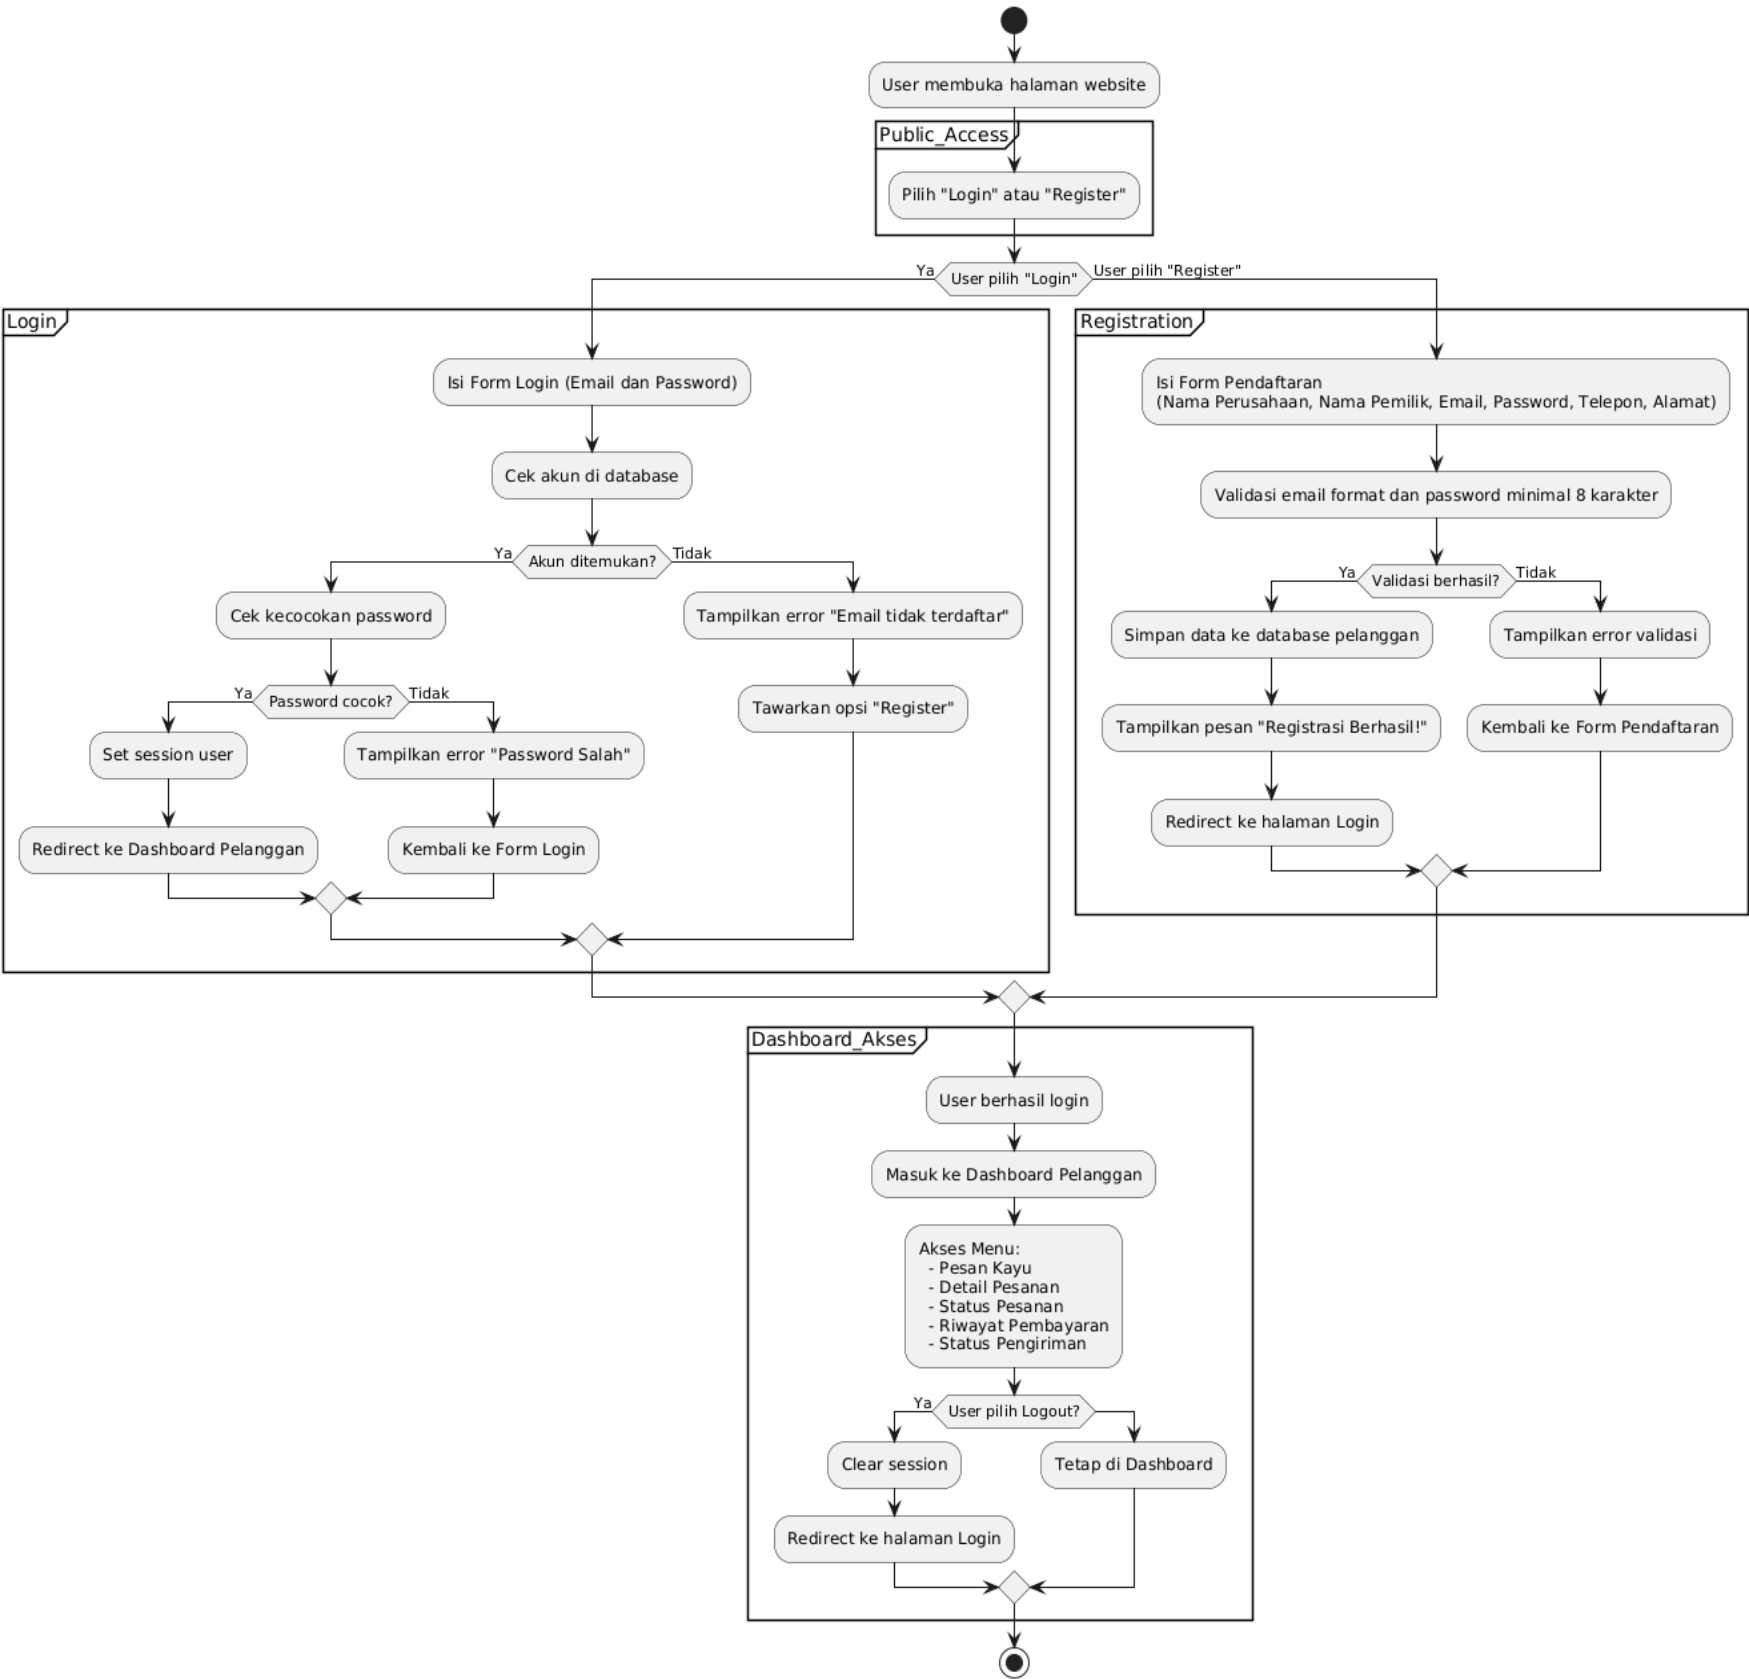 User membuka halaman website
Public_Access
Pilih "Login" atau "Register"
Ya
User pilih "Login"
User pilih "Register"
Login
Isi Form Login (Email dan Password)
Cek akun di database
Ya
Akun ditemukan?
Tidak
Cek kecocokan password
Tampilkan error "Email tidak terdaftar"
Ya
Password cocok?
Tidak
Tawarkan opsi "Register"
Set session user
Tampilkan error "Password Salah"
Redirect ke Dashboard Pelanggan
Kembali ke Form Login
Registration
Isi Form Pendaftaran
(Nama Perusahaan, Nama Pemilik, Email, Password, Telepon, Alamat)
Validasi email format dan password minimal 8 karakter
Ya
Validasi berhasil?
Tidak
Simpan data ke database pelanggan
Tampilkan error validasi
Tampilkan pesan "Registrasi Berhasil!"
Kembali ke Form Pendaftaran
Redirect ke halaman Login
Dashboard_Akses
User berhasil login
Masuk ke Dashboard Pelanggan
Akses Menu:
- Pesan Kayu
- Detail Pesanan
- Status Pesanan
- Riwayat Pembayaran
- Status Pengiriman
Ya
User pilih Logout?
Clear session
Tetap di Dashboard
Redirect ke halaman Login